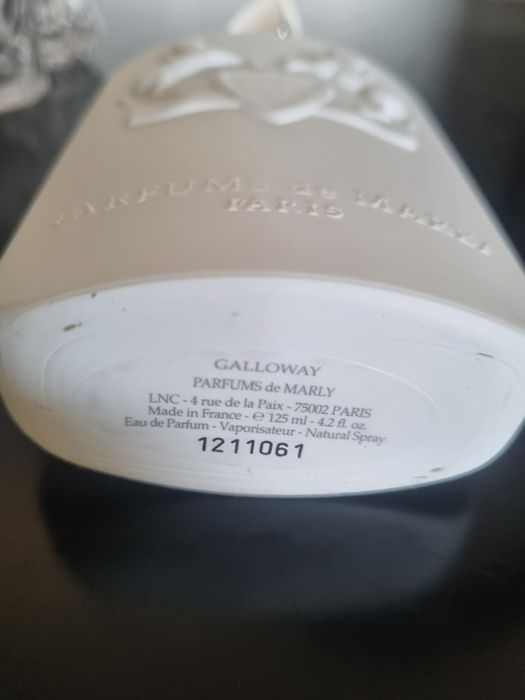 PARFUMS de MARLY
PARIS
GALLOWAY
PARFUMS de MARLY
LNC - 4 rue de la Paix - 75002 PARIS
Made in France - ℮ 125 ml - 4.2 fl. oz.
Eau de Parfum - Vaporisateur - Natural Spray
1211061